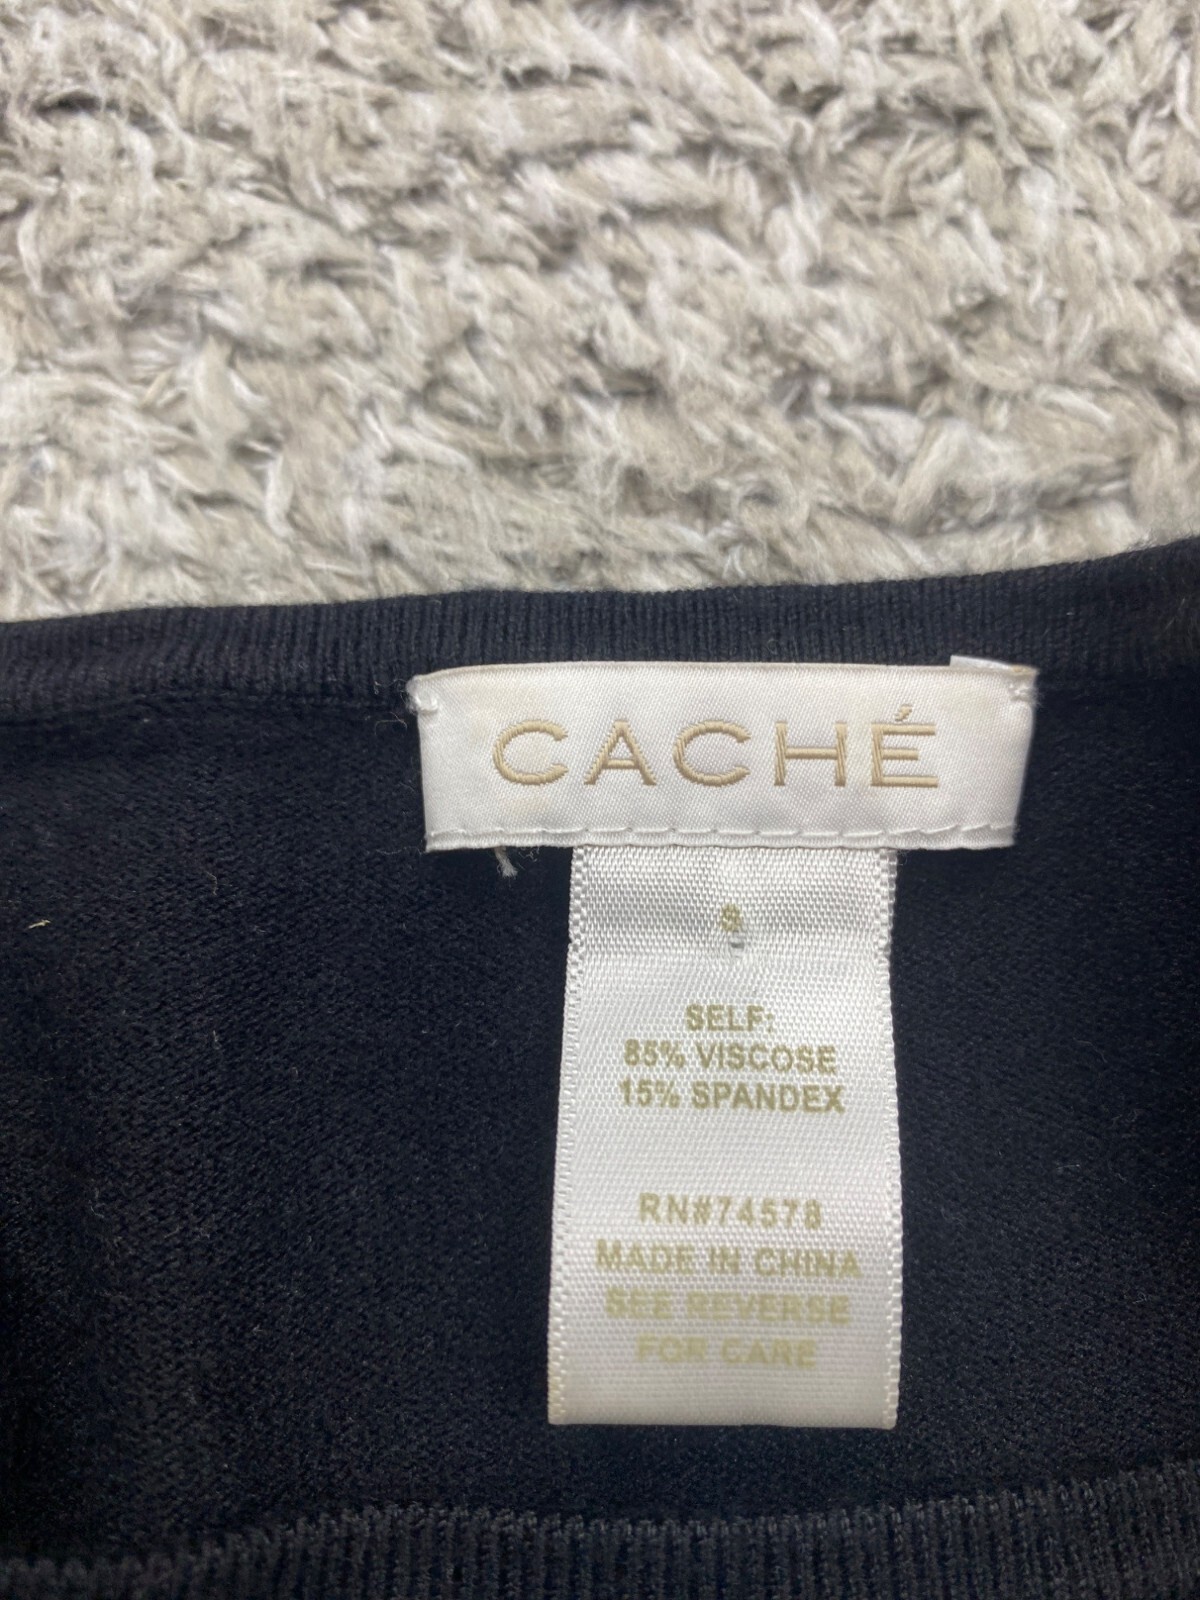 CACHÉ
S
SELF:
85% VISCOSE
15% SPANDEX
RN#74578
MADE IN CHINA
SEE REVERSE
FOR CARE